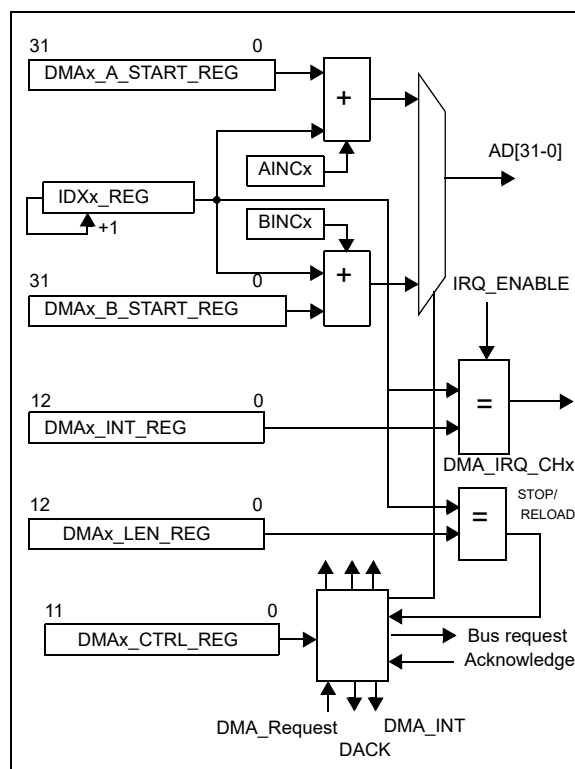 31 0
DMAx_A_START_REG
+
AINCx
AD[31-0]
IDXx_REG
+1
BINCx
31 0
DMAx_B_START_REG
+
IRQ_ENABLE
12 0
DMAx_INT_REG
=
DMA_IRQ_CHx
12 0
DMAx_LEN_REG
=
STOP/
RELOAD
11 0
DMAx_CTRL_REG
Bus request
Acknowledge
DMA_Request
DMA_INT
DACK